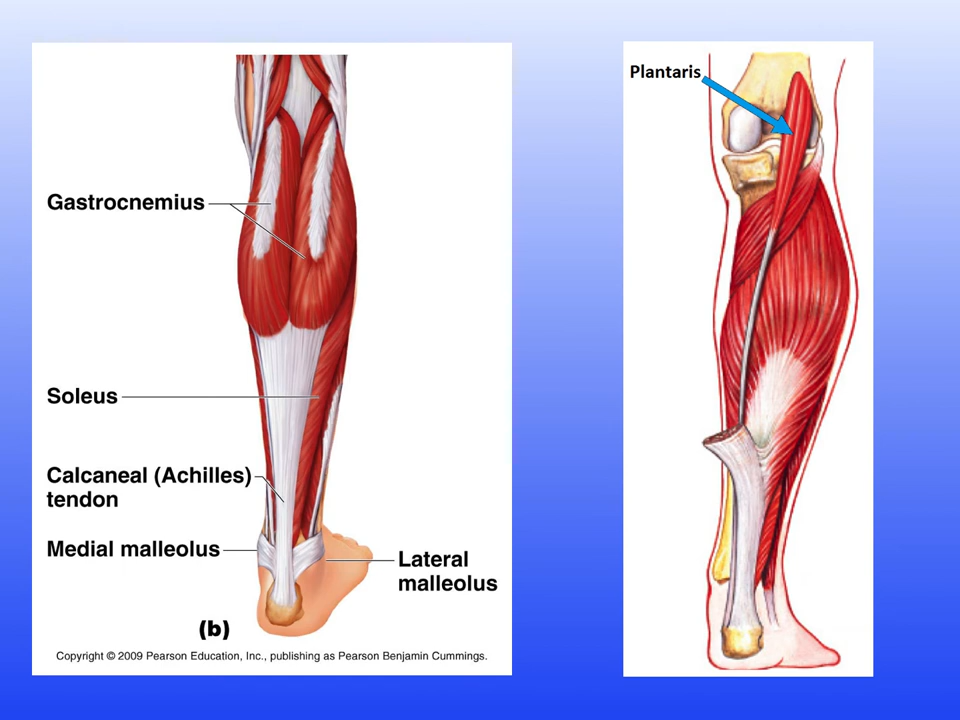 Gastrocnemius
Soleus
Calcaneal (Achilles)
tendon
Medial malleolus
Lateral
malleolus
(b)
Copyright © 2009 Pearson Education, Inc., publishing as Pearson Benjamin Cummings.
Plantaris